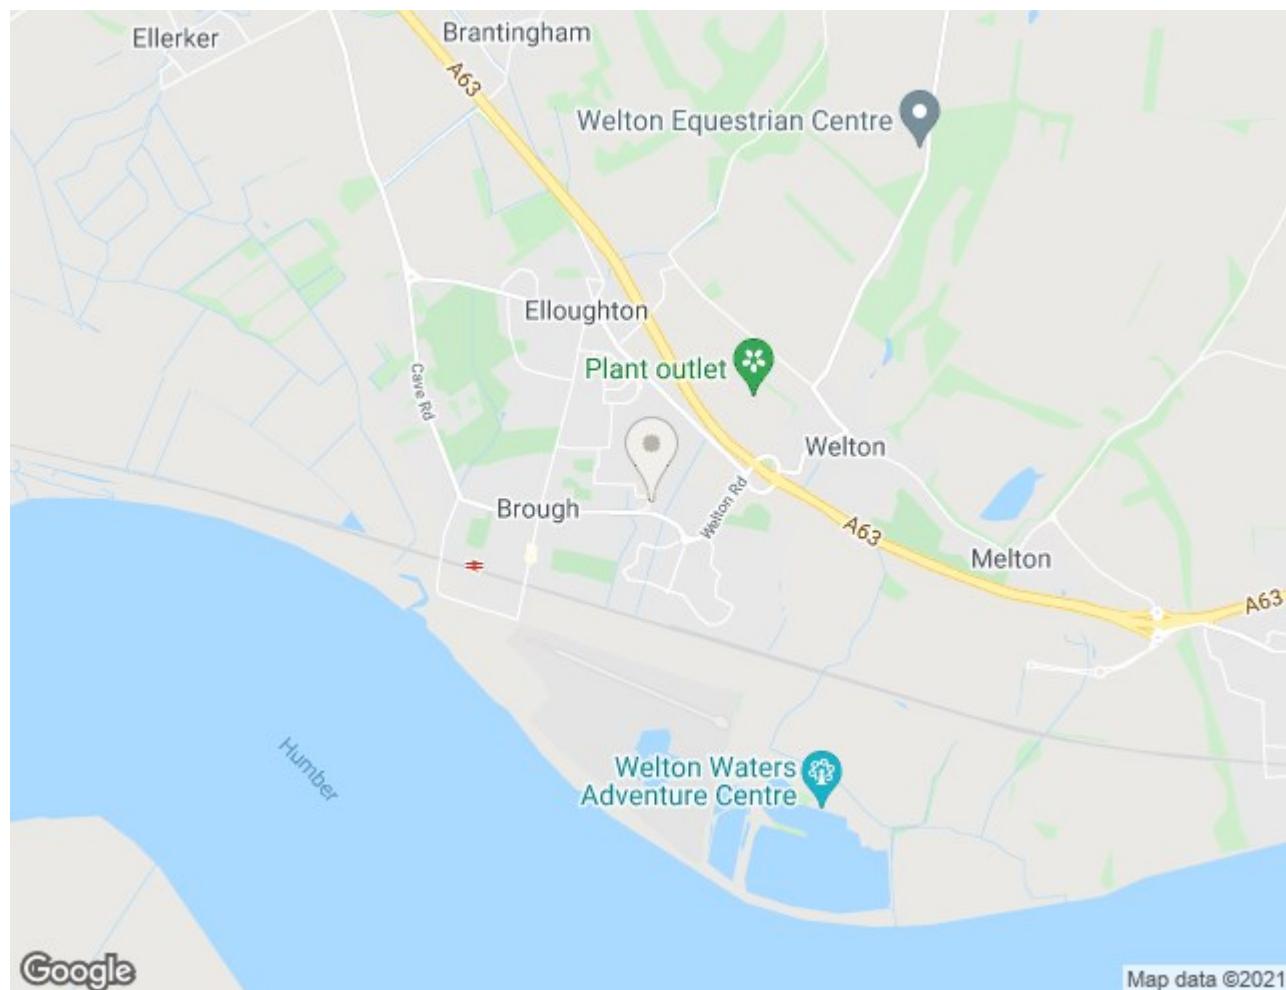 Ellerker
Brantingham
A63
Welton Equestrian Centre
Elloughton
Plant outlet
Cave Rd
Welton
Brough
Welton Rd
A63
Melton
A63
Humber
Welton Waters
Adventure Centre
Google
Map data ©2021